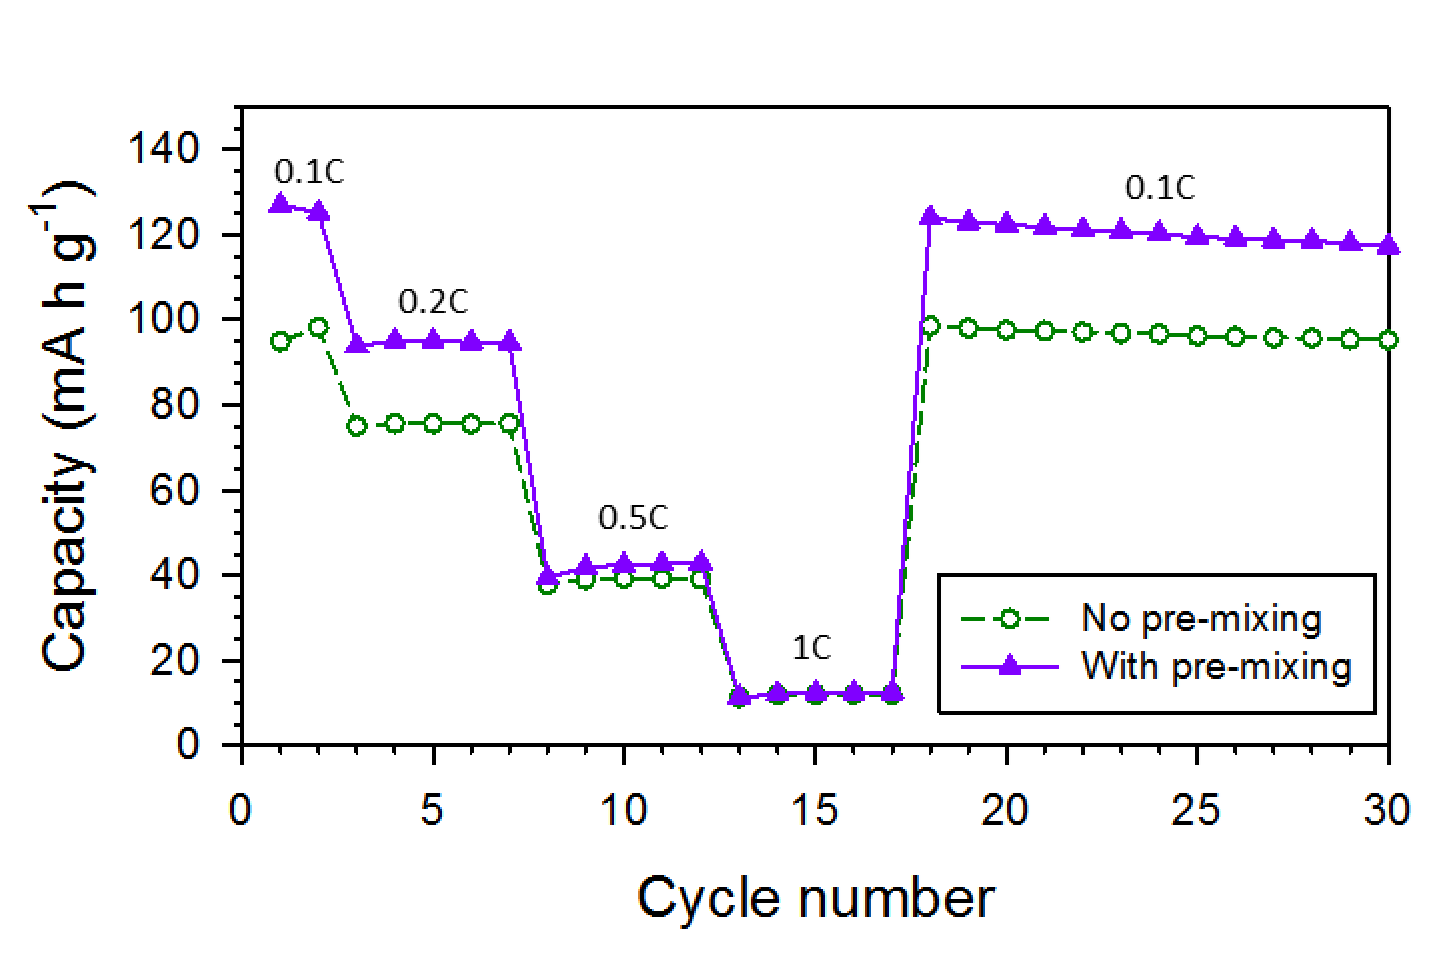 140
120
100
80
60
40
20
0
0.1C
0.2C
0.5C
1C
0.1C
No pre-mixing
With pre-mixing
0 5 10 15 20 25 30
Cycle number
Capacity (mA h g⁻¹)